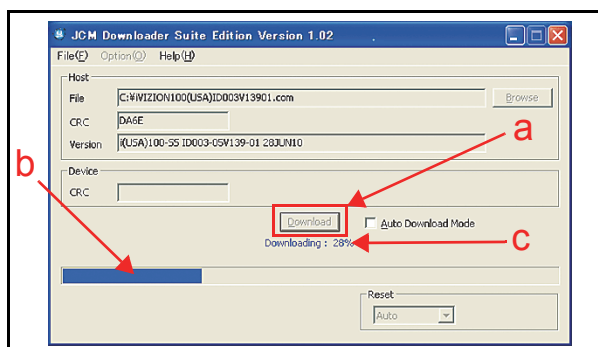 JCM Downloader Suite Edition Version 1.02
File(F) Option(O) Help(H)
Host
File C:¥iVIZION100(USA)ID003V13901.com Browse
CRC DA6E
Version i(USA)100-SS ID003-05V139-01 28JUN10
a
b
Device
CRC
Download Auto Download Mode
Downloading : 28%
c
Reset
Auto